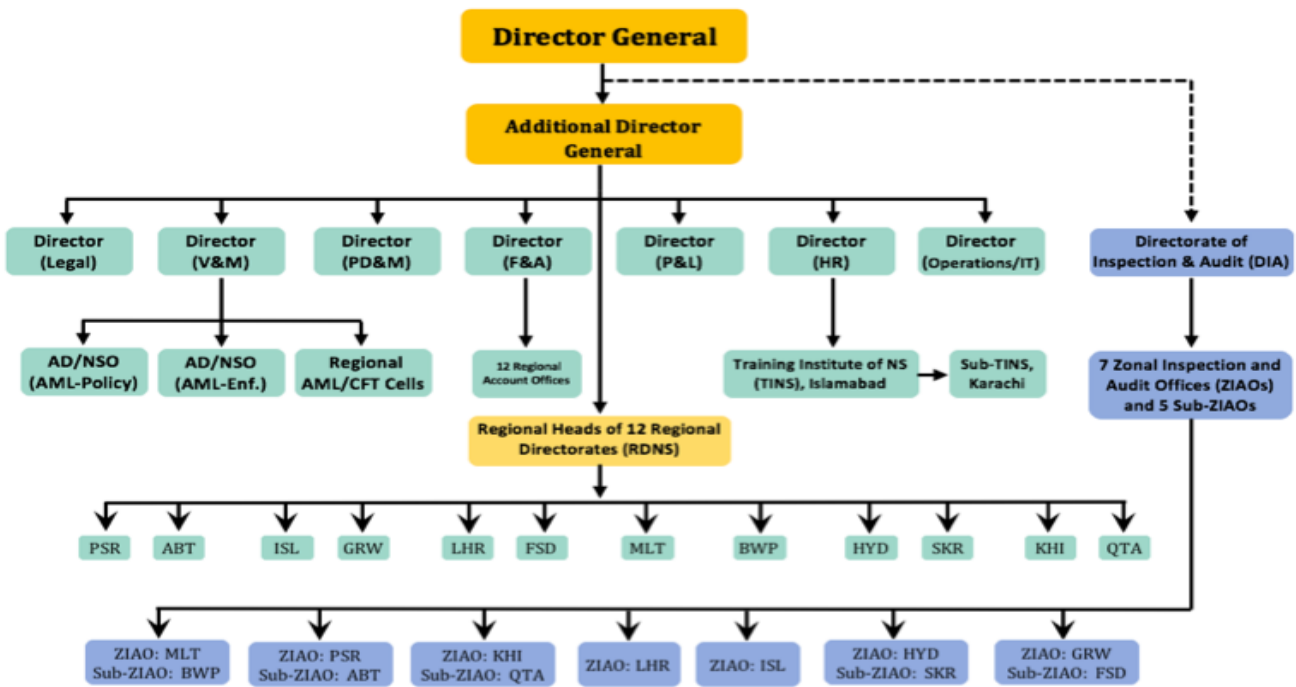 Director General
Additional Director
General
Director
(Legal)
Director
(V&M)
Director
(PD&M)
Director
(F&A)
Director
(P&L)
Director
(HR)
Director
(Operations/IT)
Directorate of
Inspection & Audit (DIA)
AD/NSO
(AML-Policy)
AD/NSO
(AML-Enf.)
Regional
AML/CFT Cells
12 Regional
Account Offices
Training Institute of NS
(TINS), Islamabad
Sub-TINS,
Karachi
7 Zonal Inspection and
Audit Offices (ZIAOs)
and 5 Sub-ZIAOs
Regional Heads of 12 Regional
Directorates (RDNS)
PSR
ABT
ISL
GRW
LHR
FSD
MLT
BWP
HYD
SKR
KHI
QTA
ZIAO: MLT
Sub-ZIAO: BWP
ZIAO: PSR
Sub-ZIAO: ABT
ZIAO: KHI
Sub-ZIAO: QTA
ZIAO: LHR
ZIAO: ISL
ZIAO: HYD
Sub-ZIAO: SKR
ZIAO: GRW
Sub-ZIAO: FSD